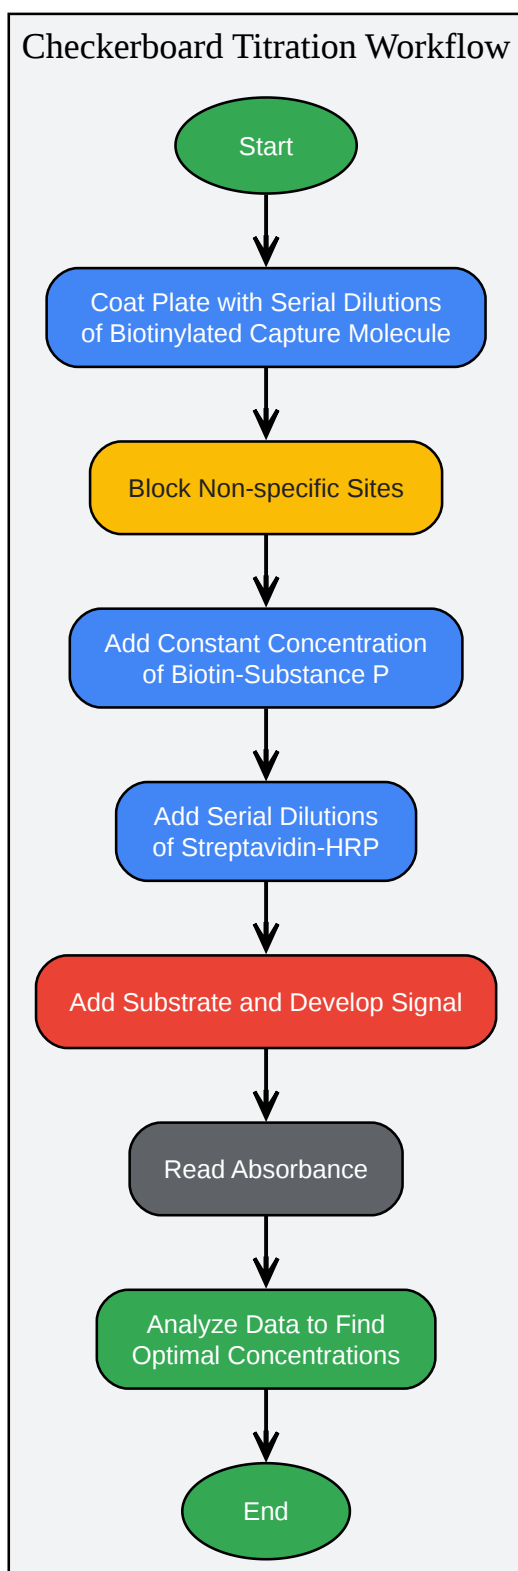 Checkerboard Titration Workflow
Start
Coat Plate with Serial Dilutions
of Biotinylated Capture Molecule
Block Non-specific Sites
Add Constant Concentration
of Biotin-Substance P
Add Serial Dilutions
of Streptavidin-HRP
Add Substrate and Develop Signal
Read Absorbance
Analyze Data to Find
Optimal Concentrations
End